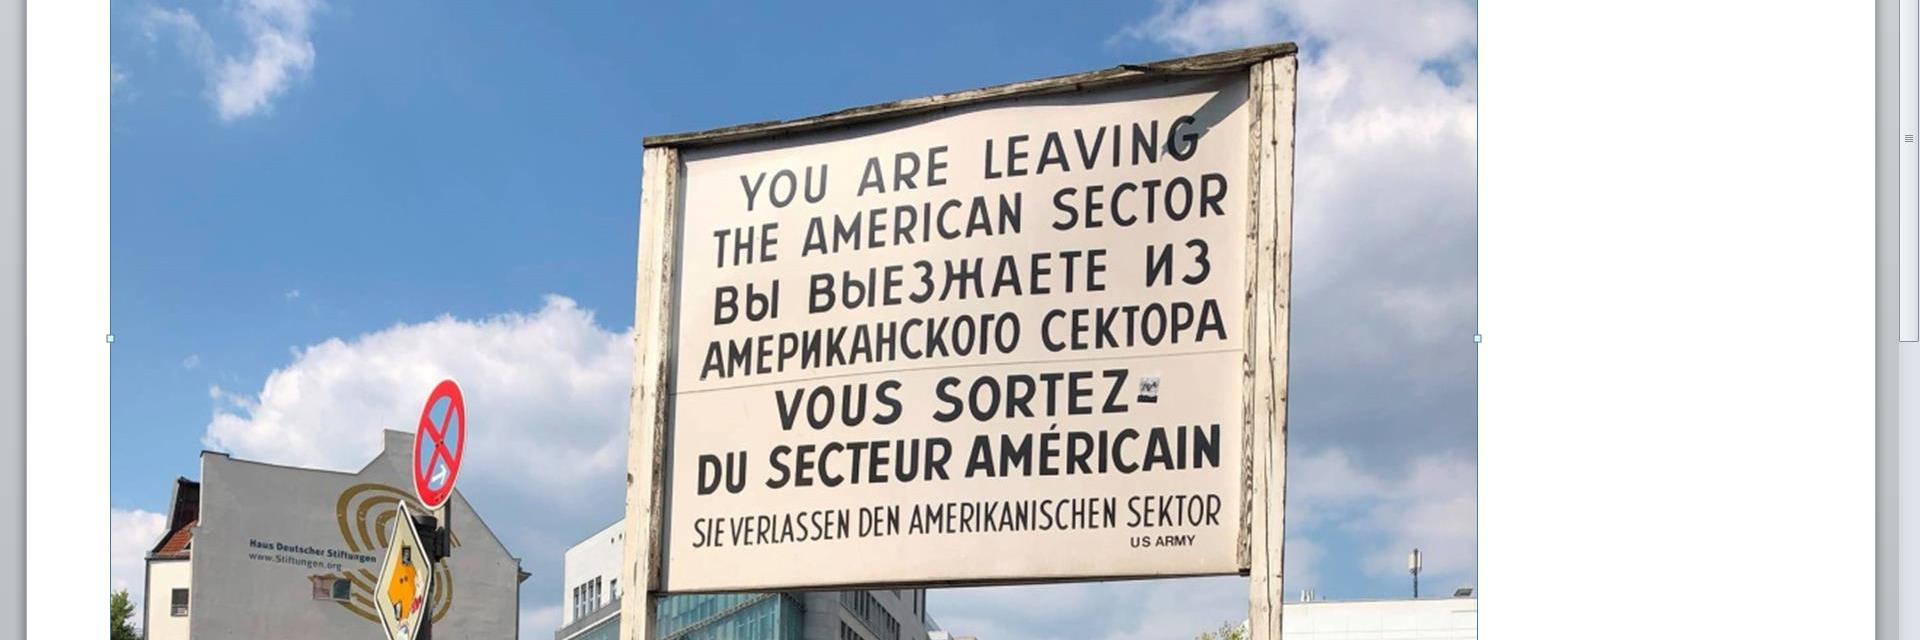 YOU ARE LEAVING
THE AMERICAN SECTOR
ВЫ ВЫЕЗЖАЕТЕ ИЗ
АМЕРИКАНСКОГО СЕКТОРА
VOUS SORTEZ
DU SECTEUR AMÉRICAIN
SIE VERLASSEN DEN AMERIKANISCHEN SEKTOR
US ARMY
Haus Deutscher Stiftungen
www.Stiftungen.org